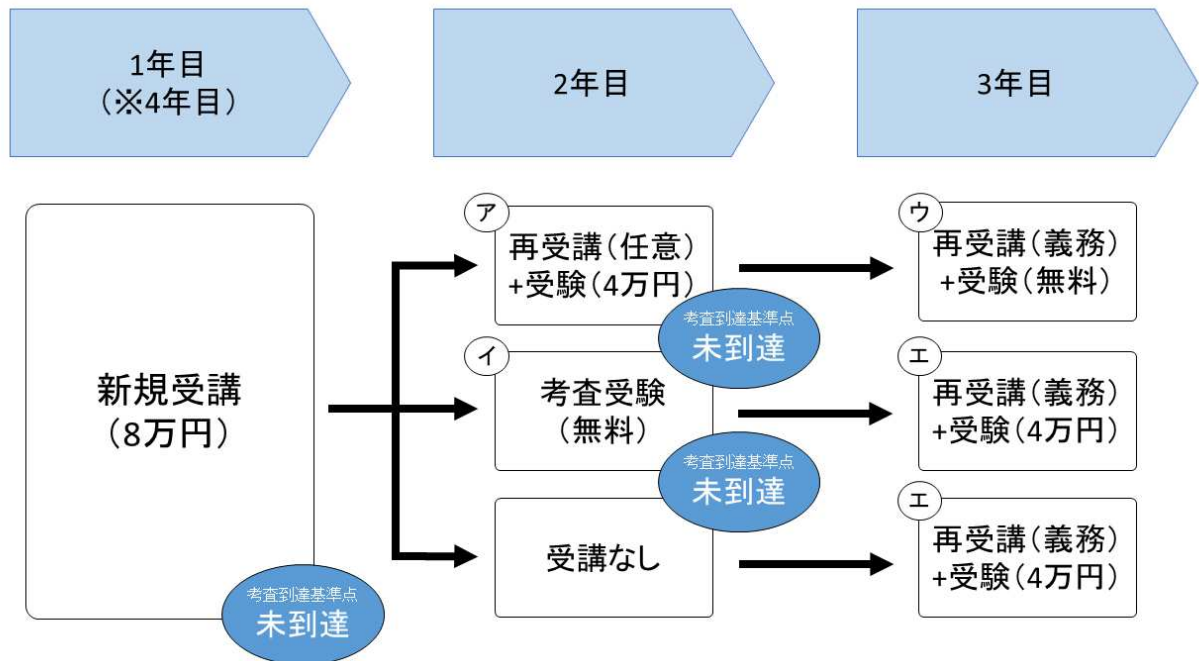 1年目
（※4年目）
2年目
3年目
新規受講
（8万円）
考査到達基準点
未到達
ア
再受講（任意）
+受験（4万円）
考査到達基準点
未到達
イ
考査受験
（無料）
考査到達基準点
未到達
受講なし
ウ
再受講（義務）
+受験（無料）
エ
再受講（義務）
+受験（4万円）
エ
再受講（義務）
+受験（4万円）